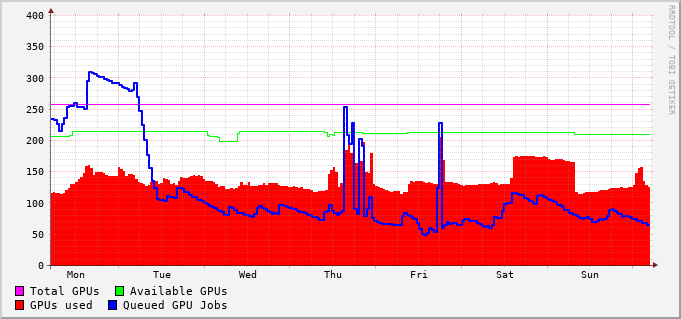 400
350
300
250
200
150
100
50
0
Mon Tue Wed Thu Fri Sat Sun
Total GPUs Available GPUs
GPUs used Queued GPU Jobs
RRDTOOL / TOBI OETIKER